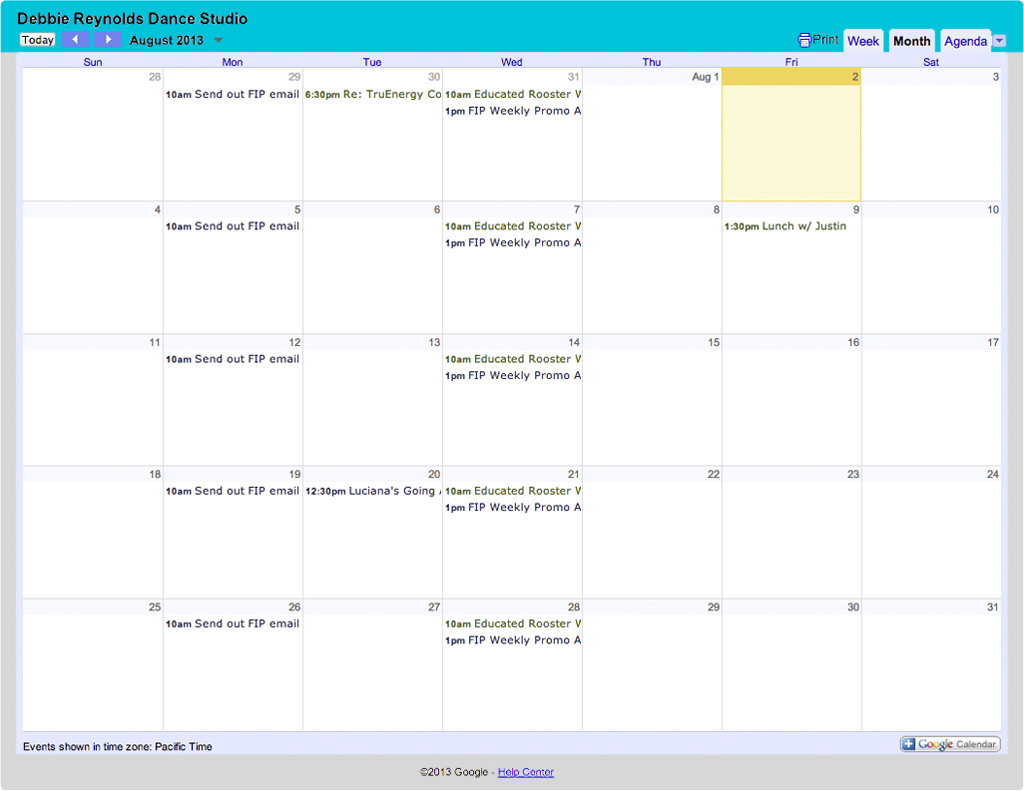 Debbie Reynolds Dance Studio
Today August 2013 Print Week Month Agenda
Sun Mon Tue Wed Thu Fri Sat
28 29 30 31 Aug 1 2 3
10am Send out FIP email 6:30pm Re: TruEnergy Co 10am Educated Rooster W
1pm FIP Weekly Promo A
4 5 6 7 8 9 10
10am Send out FIP email 10am Educated Rooster W 1:30pm Lunch w/ Justin
1pm FIP Weekly Promo A
11 12 13 14 15 16 17
10am Send out FIP email 10am Educated Rooster W
1pm FIP Weekly Promo A
18 19 20 21 22 23 24
10am Send out FIP email 12:30pm Luciana's Going 10am Educated Rooster W
1pm FIP Weekly Promo A
25 26 27 28 29 30 31
10am Send out FIP email 10am Educated Rooster W
1pm FIP Weekly Promo A
Events shown in time zone: Pacific Time Google Calendar
©2013 Google - Help Center